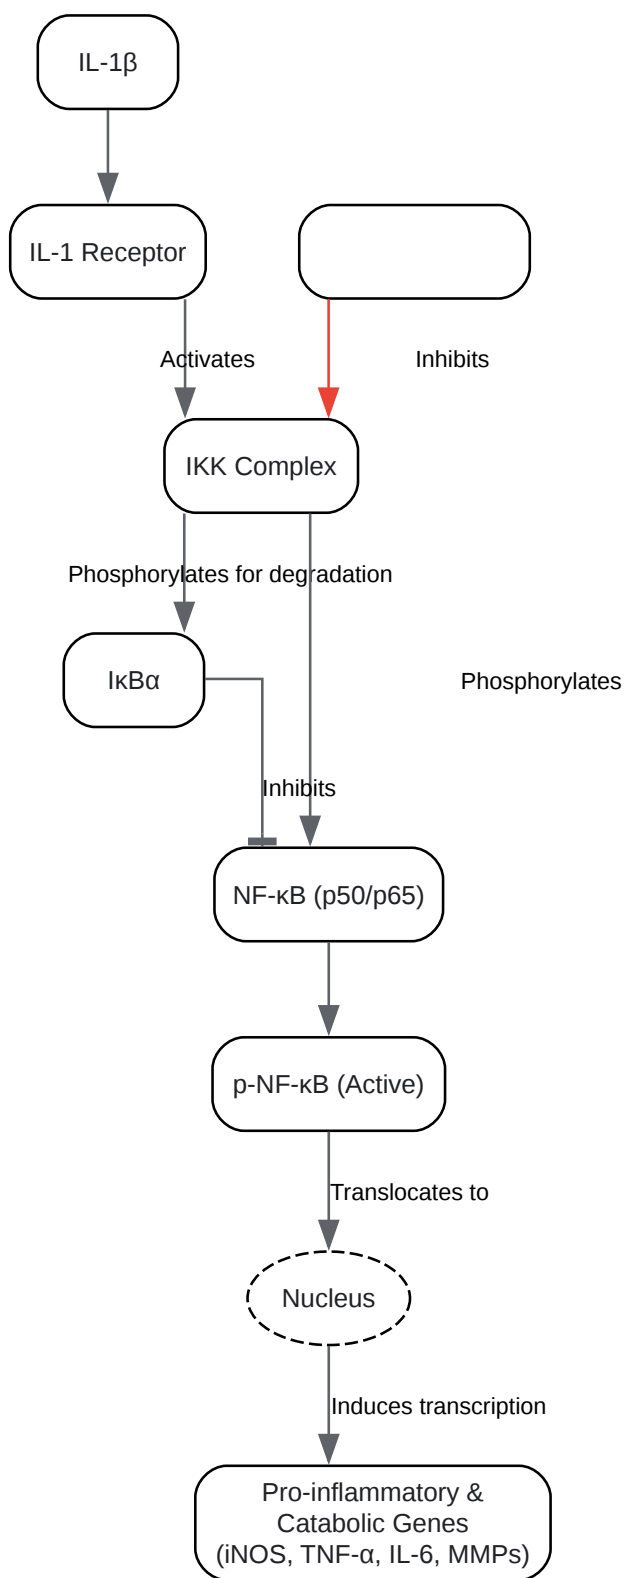 IL-1β
IL-1 Receptor
Activates
Inhibits
IKK Complex
Phosphorylates for degradation
IκBα
Phosphorylates
Inhibits
NF-κB (p50/p65)
p-NF-κB (Active)
Translocates to
Nucleus
Induces transcription
Pro-inflammatory &
Catabolic Genes
(iNOS, TNF-α, IL-6, MMPs)